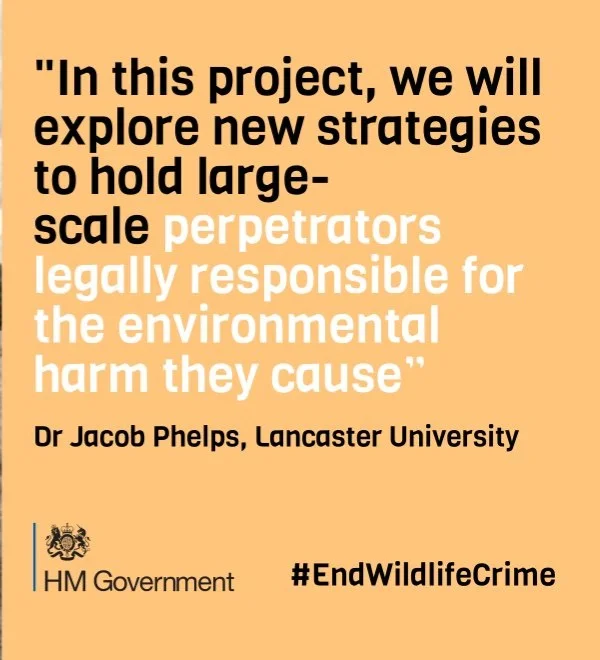 "In this project, we will
explore new strategies
to hold large-
scale perpetrators
legally responsible for
the environmental
harm they cause”
Dr Jacob Phelps, Lancaster University
HM Government
#EndWildlifeCrime